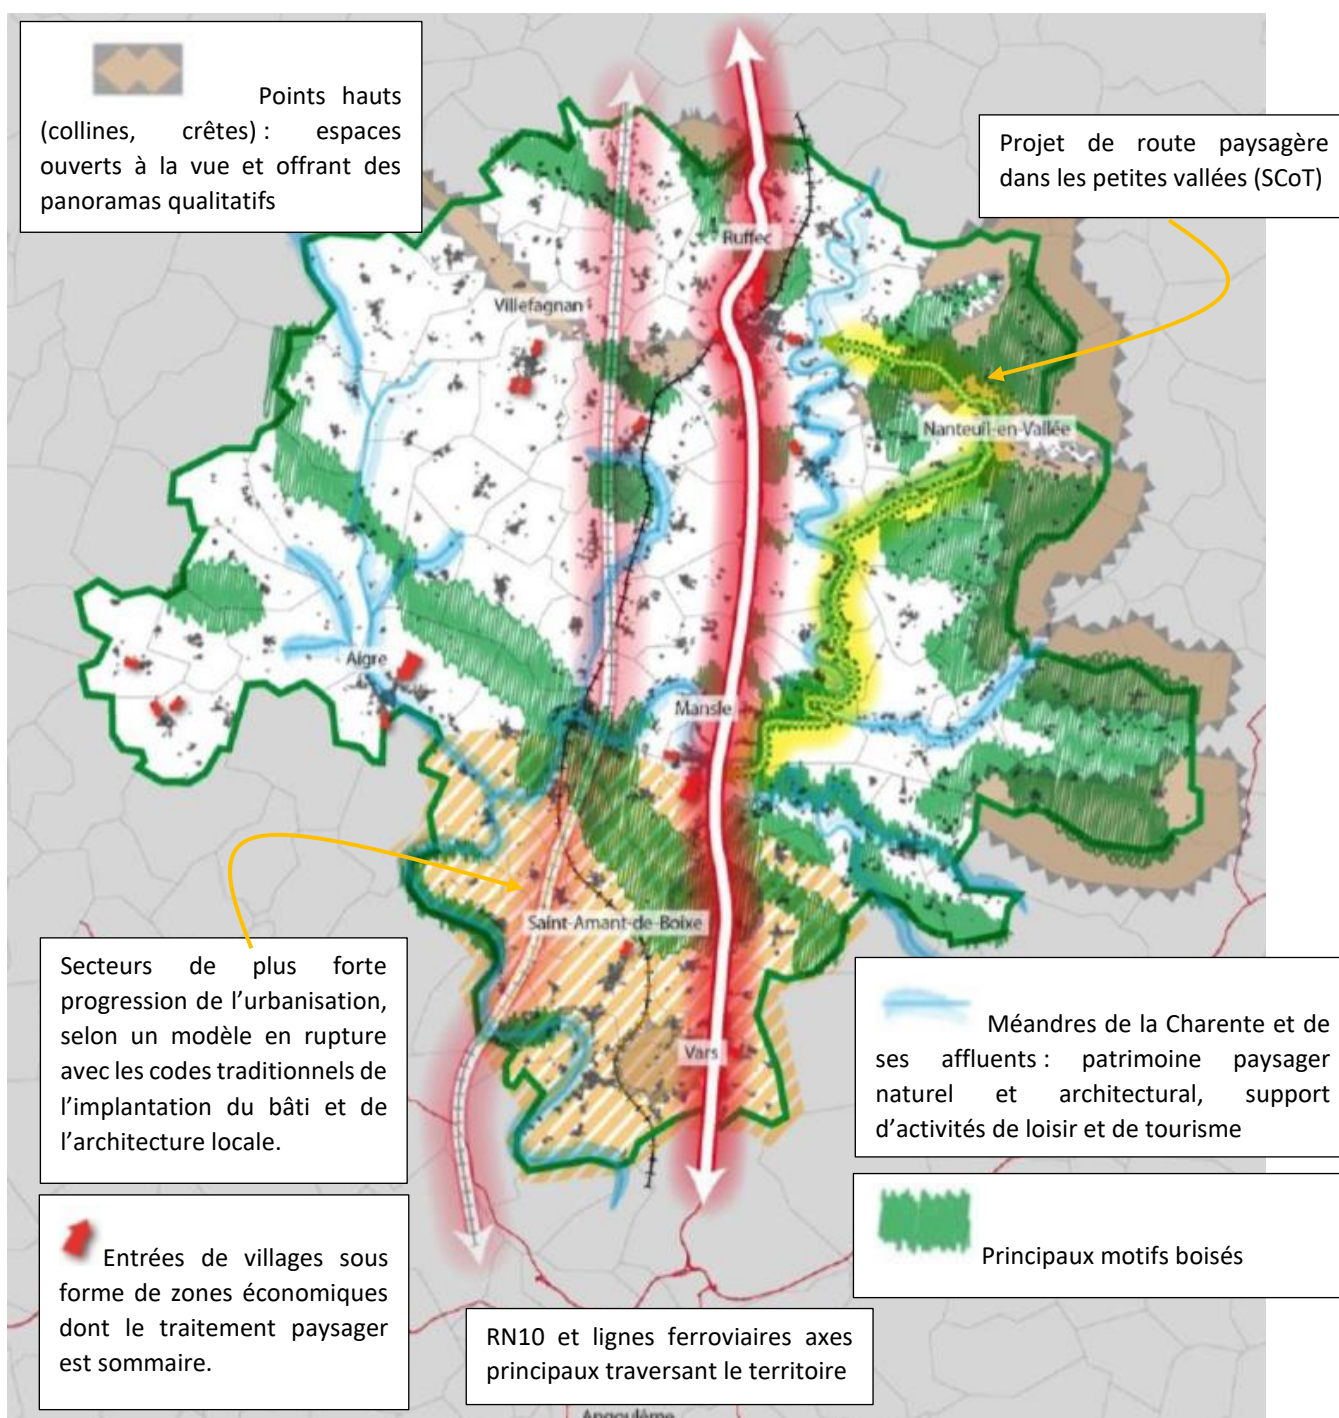 Points hauts
(collines, crêtes) : espaces
ouverts à la vue et offrant des
panoramas qualitatifs
Projet de route paysagère
dans les petites vallées (SCoT)
Ruffec
Villefagnan
Nanteuil-en-Vallée
Aigre
Mansle
Saint-Amant-de-Boixe
Vars
Secteurs de plus forte
progression de l’urbanisation,
selon un modèle en rupture
avec les codes traditionnels de
l’implantation du bâti et de
l’architecture locale.
Méandres de la Charente et de
ses affluents : patrimoine paysager
naturel et architectural, support
d’activités de loisir et de tourisme
Entrées de villages sous
forme de zones économiques
dont le traitement paysager
est sommaire.
Principaux motifs boisés
RN10 et lignes ferroviaires axes
principaux traversant le territoire
Angoulême